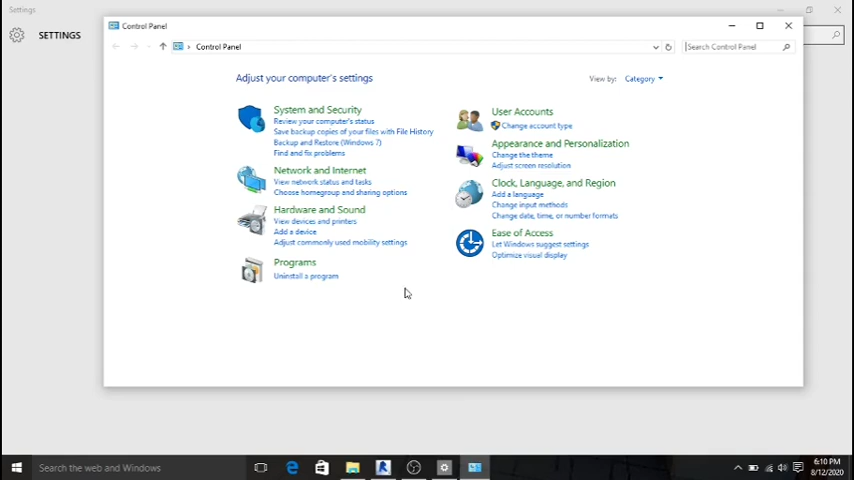 Settings
SETTINGS
Control Panel
Control Panel
Search Control Panel
Adjust your computer's settings
View by: Category
System and Security
Review your computer's status
Save backup copies of your files with File History
Backup and Restore (Windows 7)
Find and fix problems
Network and Internet
View network status and tasks
Choose homegroup and sharing options
Hardware and Sound
View devices and printers
Add a device
Adjust commonly used mobility settings
Programs
Uninstall a program
User Accounts
Change account type
Appearance and Personalization
Change the theme
Adjust screen resolution
Clock, Language, and Region
Add a language
Change input methods
Change date, time, or number formats
Ease of Access
Let Windows suggest settings
Optimize visual display
Search the web and Windows
6:10 PM
8/12/2020